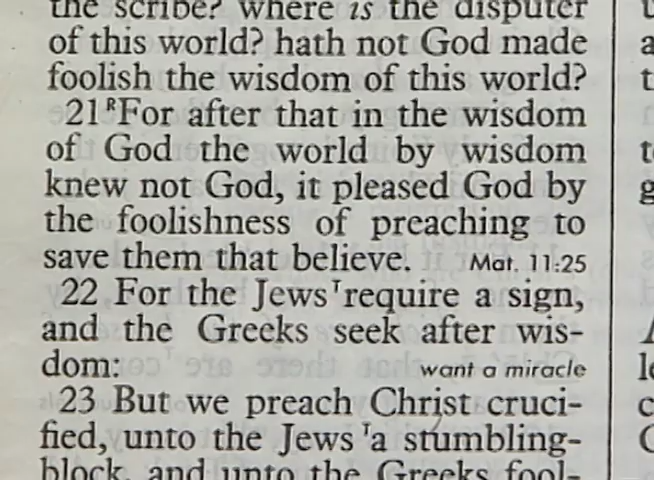 the scribe? where is the disputer
of this world? hath not God made
foolish the wisdom of this world?
21 ᴿFor after that in the wisdom
of God the world by wisdom
knew not God, it pleased God by
the foolishness of preaching to
save them that believe. Mat. 11:25
22 For the Jews ᵀrequire a sign,
and the Greeks seek after wis-
dom: want a miracle
23 But we preach Christ cruci-
fied, unto the Jews ᵀa stumbling-
block, and unto the Greeks fool-